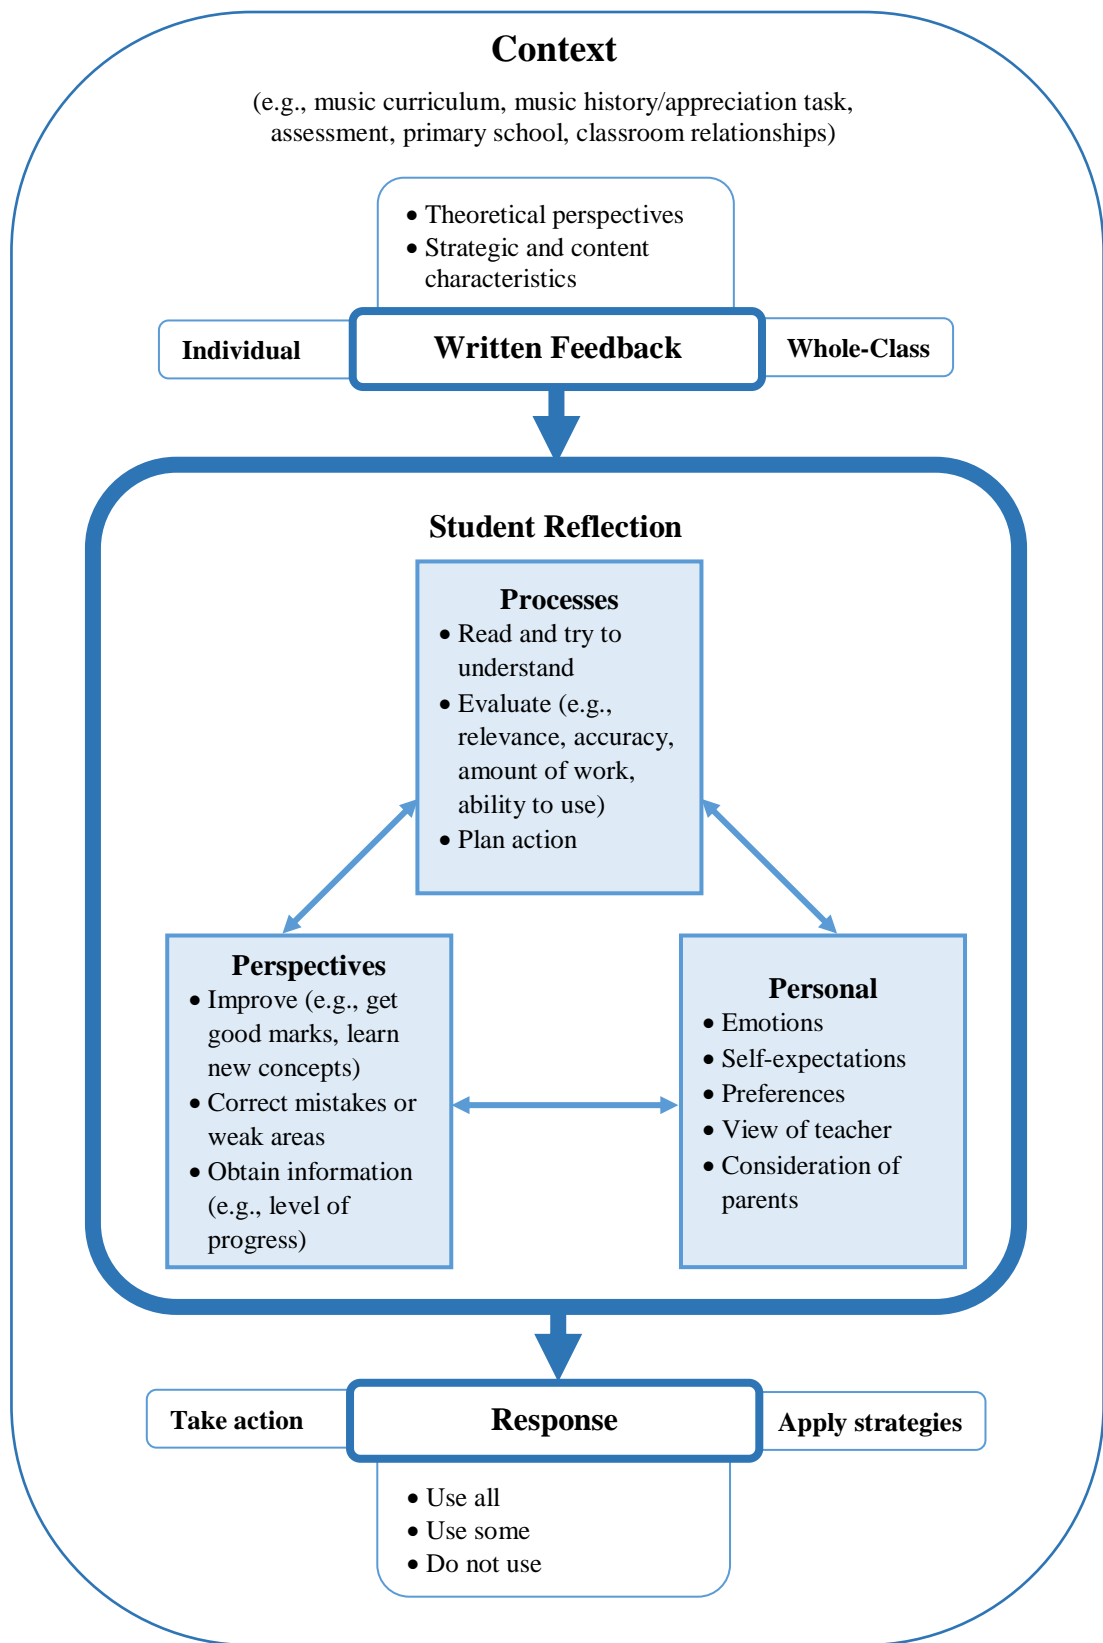 Context
(e.g., music curriculum, music history/appreciation task,
assessment, primary school, classroom relationships)
• Theoretical perspectives
• Strategic and content
characteristics
Individual
Written Feedback
Whole-Class
Student Reflection
Processes
• Read and try to
understand
• Evaluate (e.g.,
relevance, accuracy,
amount of work,
ability to use)
• Plan action
Perspectives
• Improve (e.g., get
good marks, learn
new concepts)
• Correct mistakes or
weak areas
• Obtain information
(e.g., level of
progress)
Personal
• Emotions
• Self-expectations
• Preferences
• View of teacher
• Consideration of
parents
Take action
Response
Apply strategies
• Use all
• Use some
• Do not use